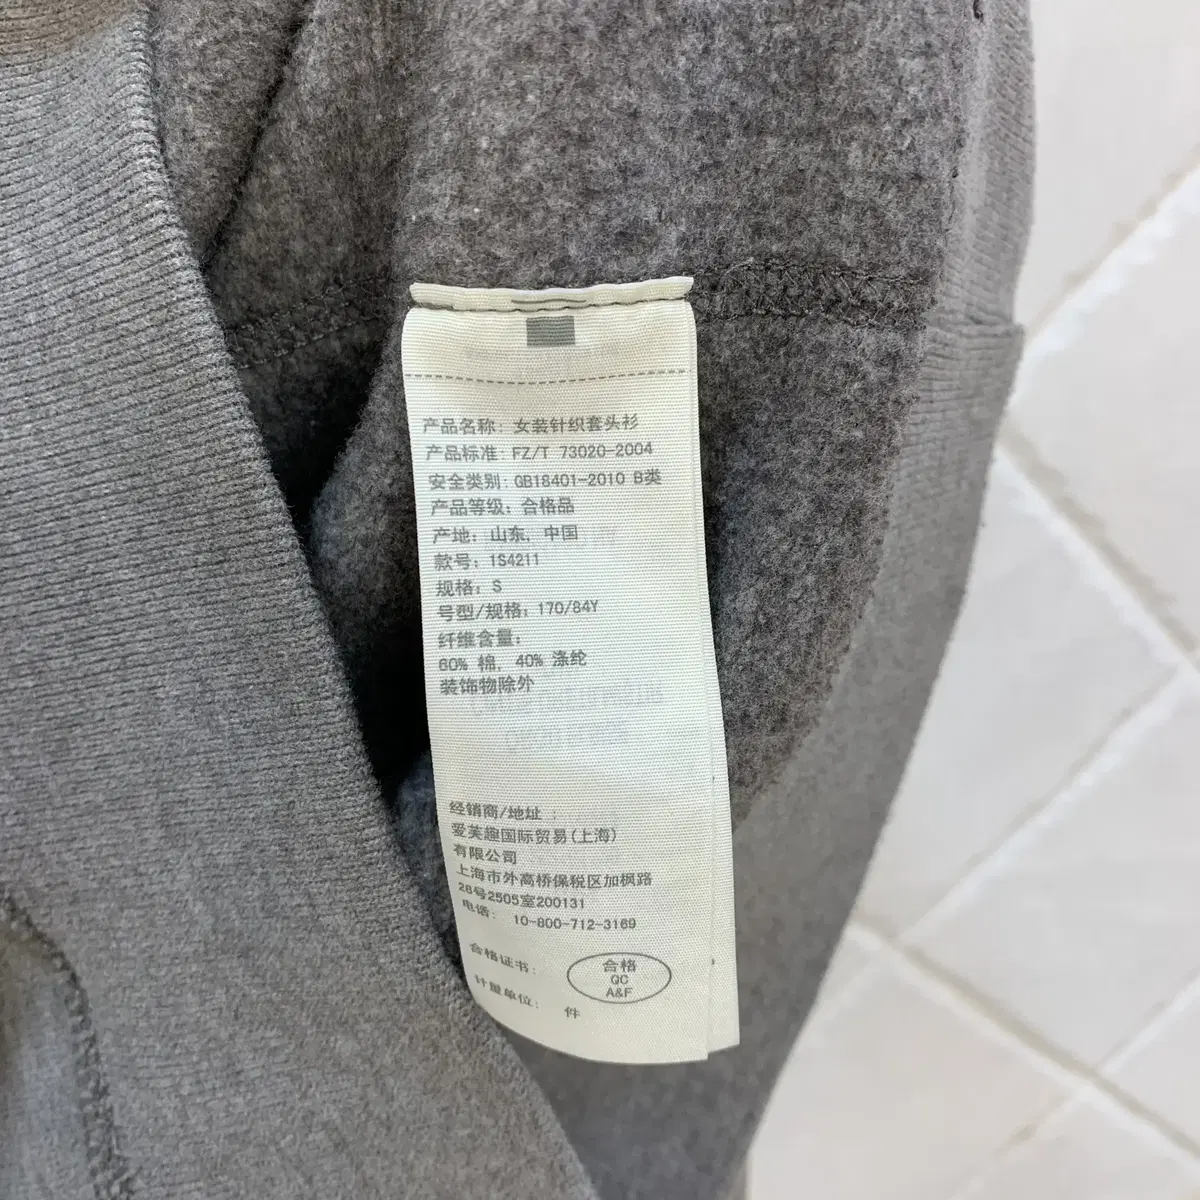 产品名称: 女装针织套头衫
产品标准: FZ/T 73020-2004
安全类别: GB18401-2010 B类
产品等级: 合格品
产地: 山东, 中国
款号: 1S4211
规格: S
号型/规格: 170/84Y
纤维含量:
60% 棉, 40% 涤纶
装饰物除外
经销商/地址 :
爱芙趣国际贸易(上海)
有限公司
上海市外高桥保税区加枫路
28号2505室200131
电话: 10-800-712-3169
合格证书:
合格
QC
A&F
计量单位: 件